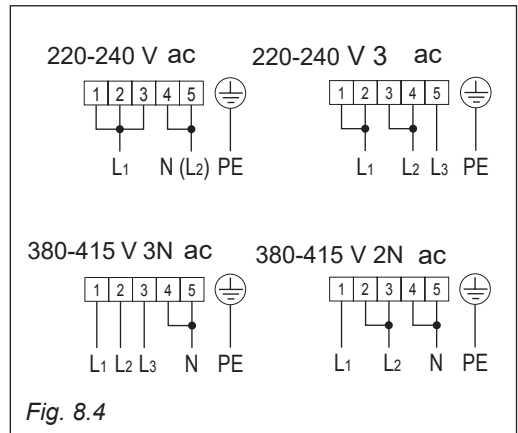 220-240 V ac
1 2 3 4 5
L1 N (L2) PE
220-240 V 3 ac
1 2 3 4 5
L1 L2 L3 PE
380-415 V 3N ac
1 2 3 4 5
L1 L2 L3 N PE
380-415 V 2N ac
1 2 3 4 5
L1 L2 N PE
Fig. 8.4